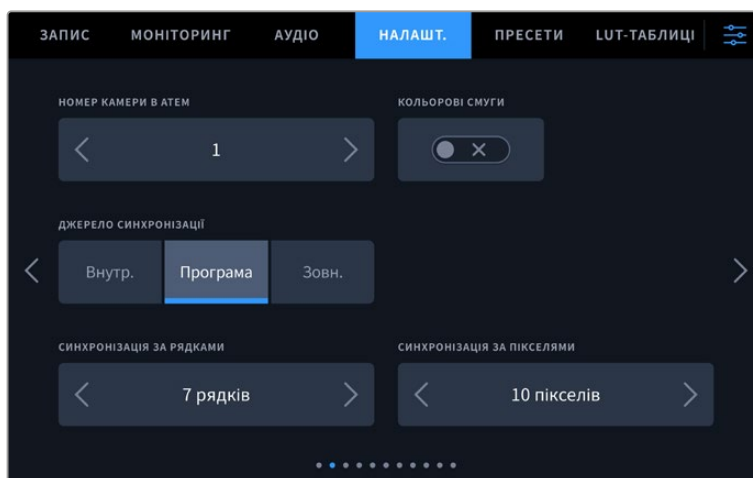 ЗАПИС МОНІТОРИНГ АУДІО НАЛАШТ. ПРЕСЕТИ LUT-ТАБЛИЦІ
НОМЕР КАМЕРИ В ATEM КОЛЬОРОВІ СМУГИ
1
ДЖЕРЕЛО СИНХРОНІЗАЦІЇ
Внутр. Програма Зовн.
СИНХРОНІЗАЦІЯ ЗА РЯДКАМИ СИНХРОНІЗАЦІЯ ЗА ПІКСЕЛЯМИ
7 рядків 10 пікселів